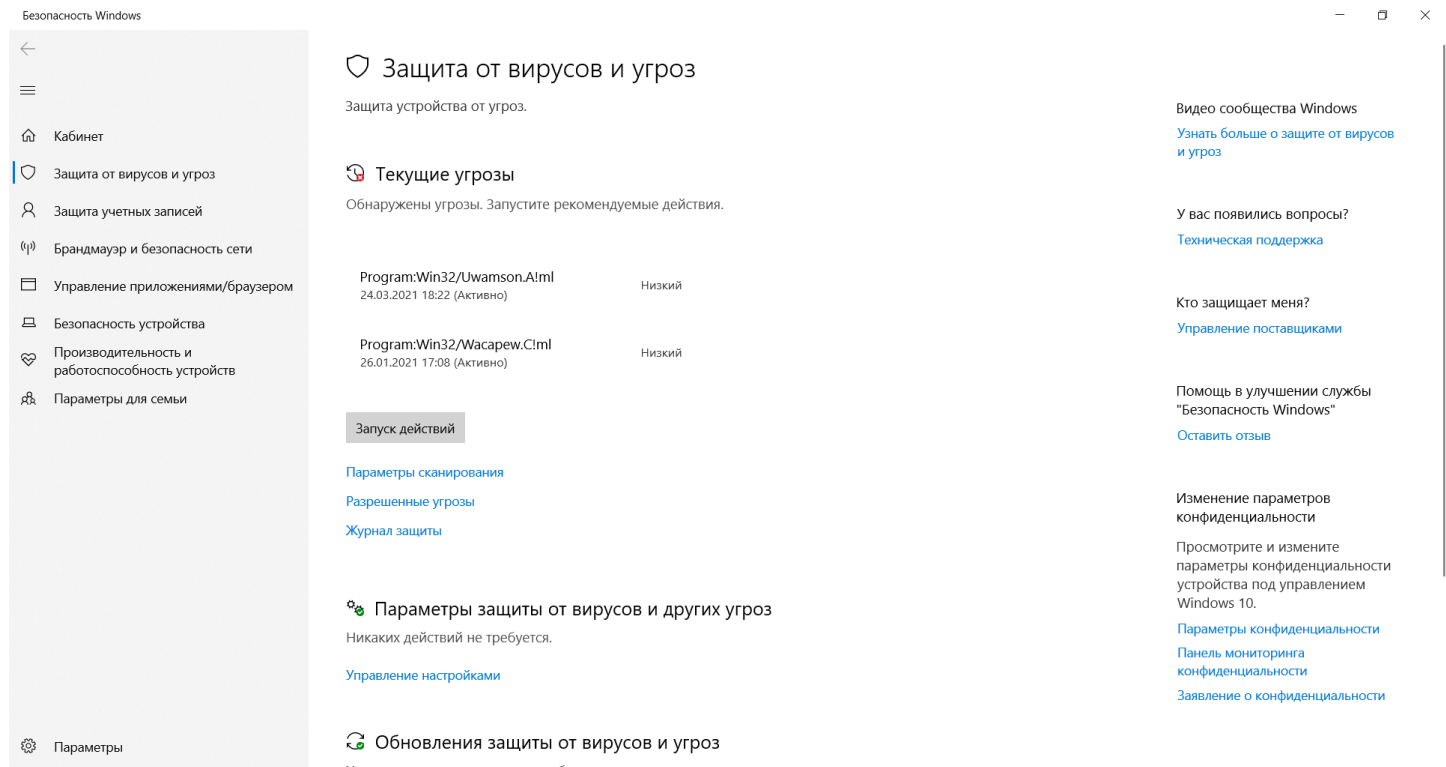 Безопасность Windows
Кабинет
Защита от вирусов и угроз
Защита учетных записей
Брандмауэр и безопасность сети
Управление приложениями/браузером
Безопасность устройства
Производительность и
работоспособность устройств
Параметры для семьи
Параметры
Защита от вирусов и угроз
Защита устройства от угроз.
Текущие угрозы
Обнаружены угрозы. Запустите рекомендуемые действия.
Program:Win32/Uwamson.A!ml
24.03.2021 18:22 (Активно)
Низкий
Program:Win32/Wacapew.C!ml
26.01.2021 17:08 (Активно)
Низкий
Запуск действий
Параметры сканирования
Разрешенные угрозы
Журнал защиты
Параметры защиты от вирусов и других угроз
Никаких действий не требуется.
Управление настройками
Обновления защиты от вирусов и угроз
Видео сообщества Windows
Узнать больше о защите от вирусов
и угроз
У вас появились вопросы?
Техническая поддержка
Кто защищает меня?
Управление поставщиками
Помощь в улучшении службы
"Безопасность Windows"
Оставить отзыв
Изменение параметров
конфиденциальности
Просмотрите и измените
параметры конфиденциальности
устройства под управлением
Windows 10.
Параметры конфиденциальности
Панель мониторинга
конфиденциальности
Заявление о конфиденциальности